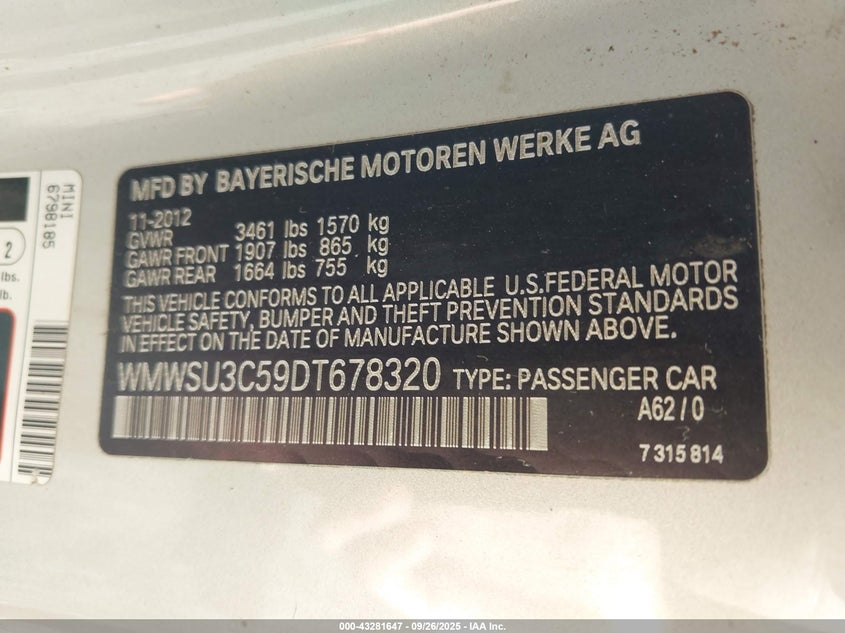 MFD BY BAYERISCHE MOTOREN WERKE AG
11-2012
GVWR 3461 lbs 1570 kg
GAWR FRONT 1907 lbs 865 kg
GAWR REAR 1664 lbs 755 kg
THIS VEHICLE CONFORMS TO ALL APPLICABLE U.S.FEDERAL MOTOR
VEHICLE SAFETY, BUMPER AND THEFT PREVENTION STANDARDS
IN EFFECT ON THE DATE OF MANUFACTURE SHOWN ABOVE.
WMWSU3C59DT678320 TYPE: PASSENGER CAR
A62/0
7 315 814
MINI
6798185
2
lbs.
lb.
000-43281647 - 09/26/2025 - IAA Inc.